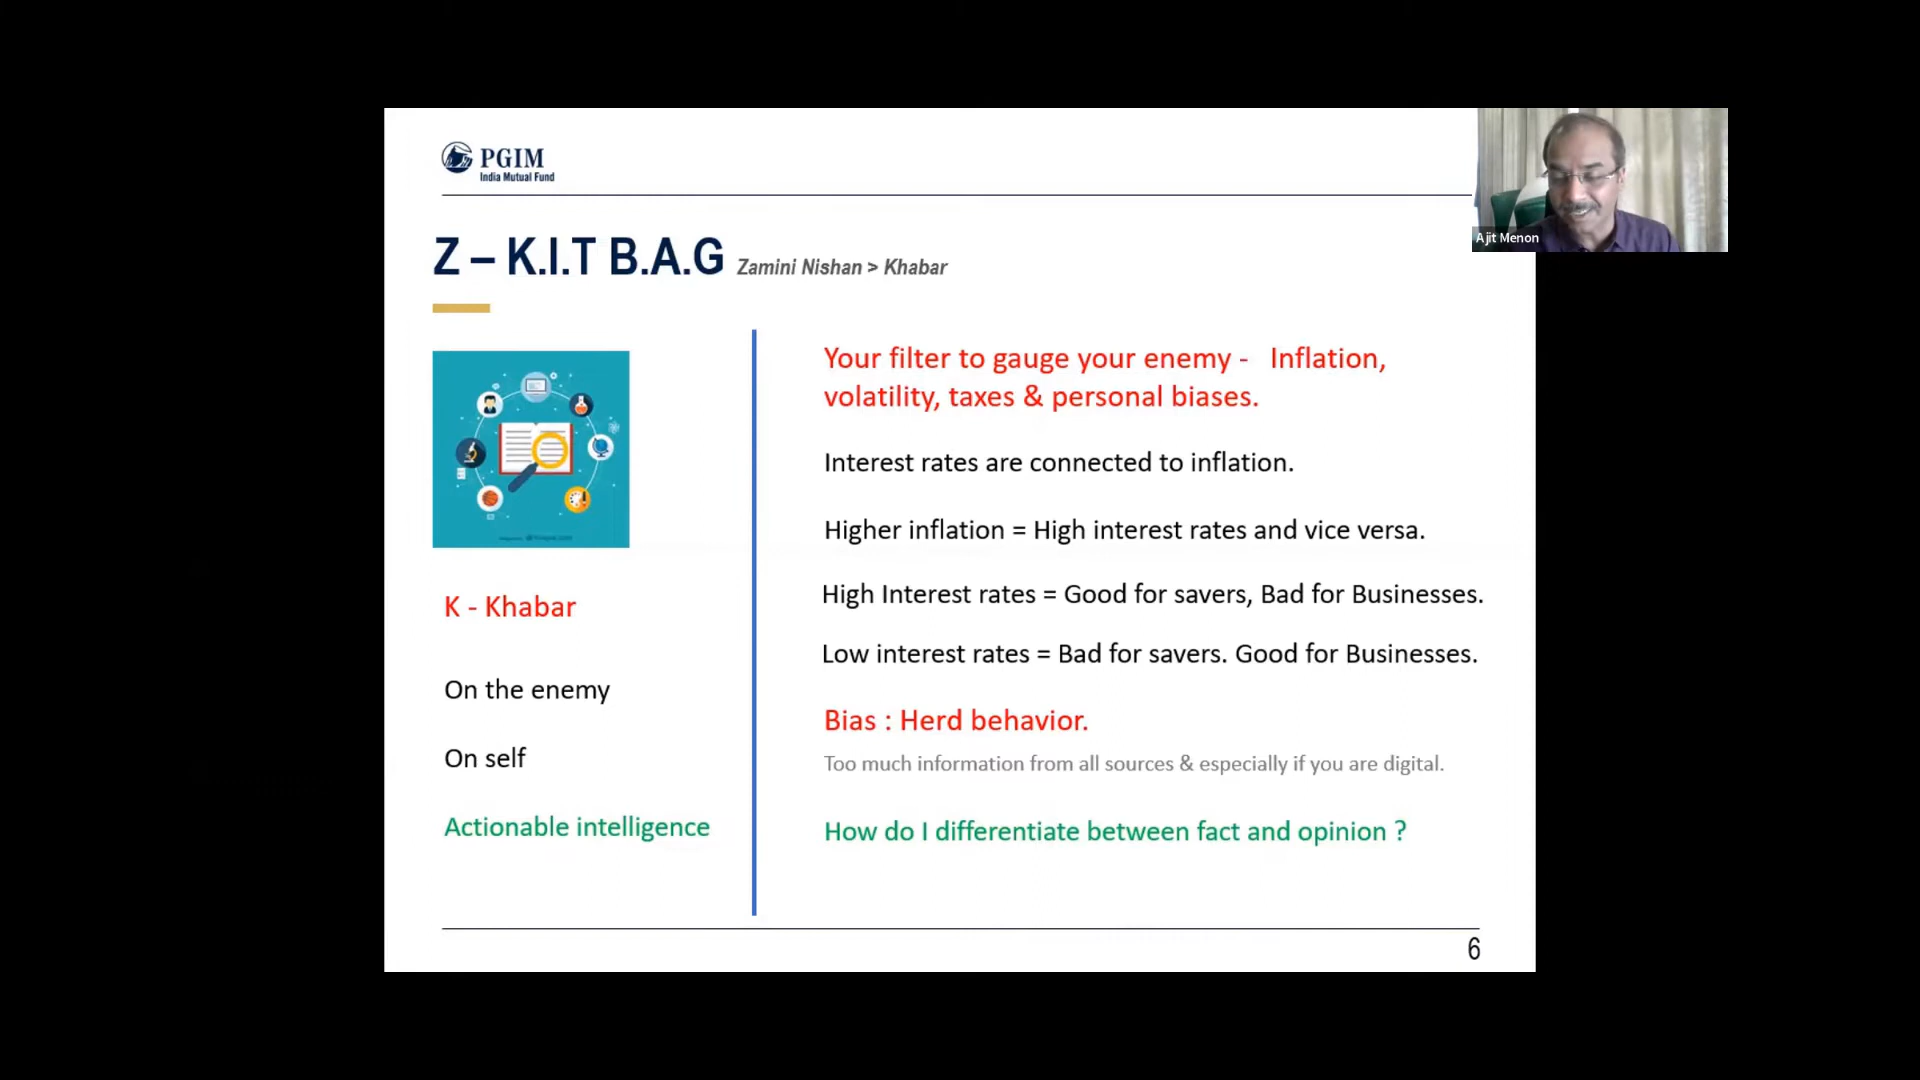 PGIM
India Mutual Fund
Ajit Menon
Z – K.I.T B.A.G Zamini Nishan > Khabar
K - Khabar
On the enemy
On self
Actionable intelligence
Your filter to gauge your enemy - Inflation,
volatility, taxes & personal biases.
Interest rates are connected to inflation.
Higher inflation = High interest rates and vice versa.
High Interest rates = Good for savers, Bad for Businesses.
Low interest rates = Bad for savers. Good for Businesses.
Bias : Herd behavior.
Too much information from all sources & especially if you are digital.
How do I differentiate between fact and opinion ?
6